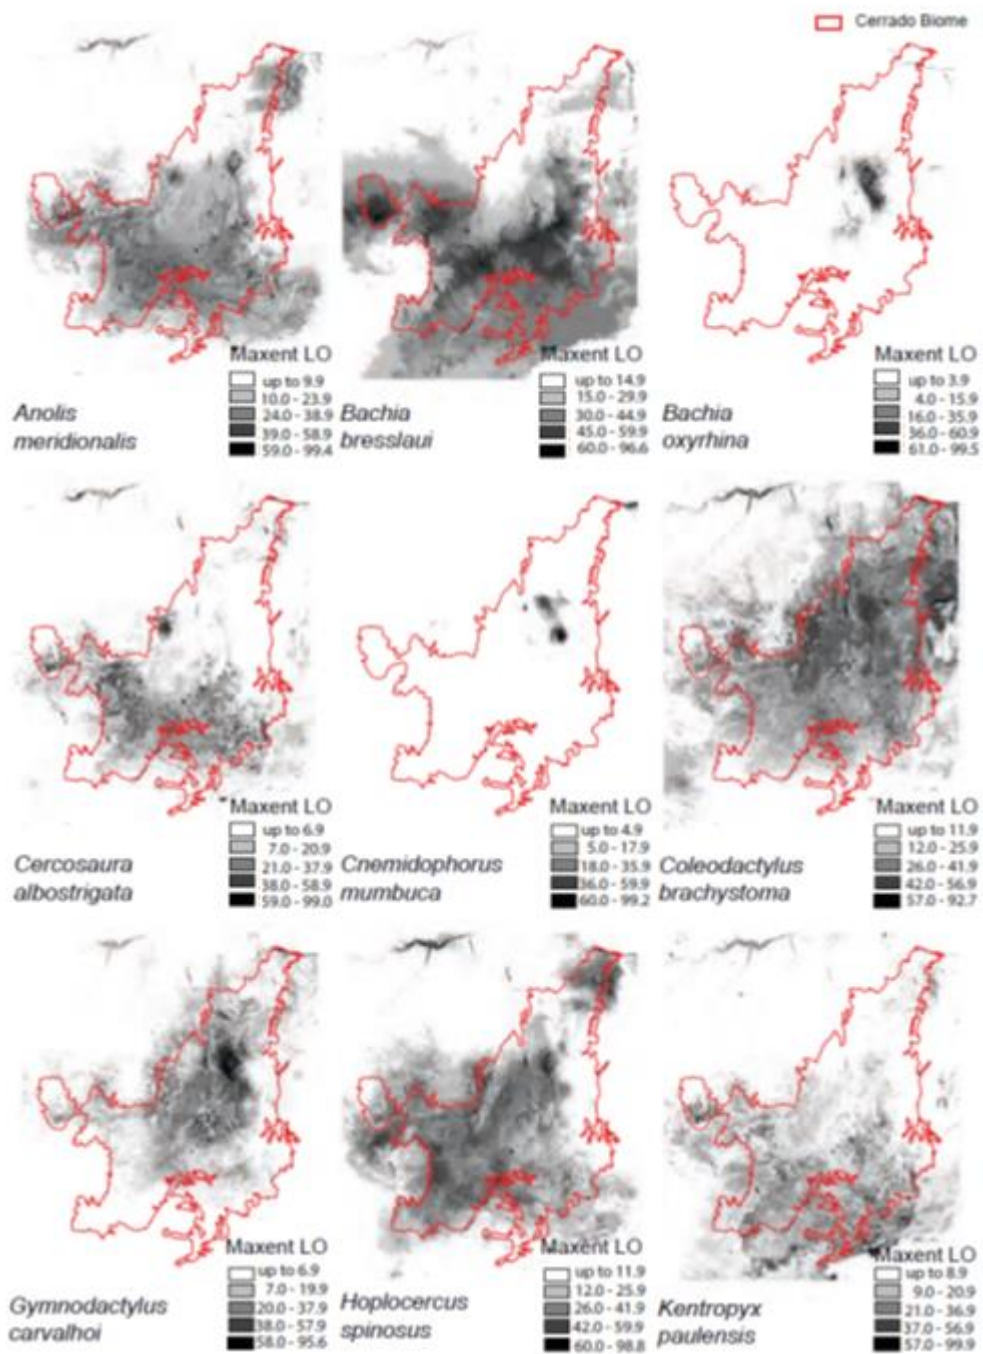 Cerrado Biome
Maxent LO
up to 9.9
10.0 - 23.9
24.0 - 38.9
39.0 - 58.9
59.0 - 99.4
Anolis
meridionalis
Maxent LO
up to 14.9
15.0 - 29.9
30.0 - 44.9
45.0 - 59.9
60.0 - 96.6
Bachia
bresslaui
Maxent LO
up to 3.9
4.0 - 15.9
16.0 - 35.9
36.0 - 60.9
61.0 - 99.5
Bachia
oxyrhina
Maxent LO
up to 6.9
7.0 - 20.9
21.0 - 37.9
38.0 - 58.9
59.0 - 99.0
Cercosaura
albostrigata
Maxent LO
up to 4.9
5.0 - 17.9
18.0 - 35.9
36.0 - 59.9
60.0 - 99.2
Cnemidophorus
mumbuca
Maxent LO
up to 11.9
12.0 - 25.9
26.0 - 41.9
42.0 - 56.9
57.0 - 92.7
Coleodactylus
brachystoma
Maxent LO
up to 6.9
7.0 - 19.9
20.0 - 37.9
38.0 - 57.9
58.0 - 95.6
Gymnodactylus
carvalhoi
Maxent LO
up to 11.9
12.0 - 25.9
26.0 - 41.9
42.0 - 59.9
60.0 - 98.8
Hoplocercus
spinosus
Maxent LO
up to 8.9
9.0 - 20.9
21.0 - 36.9
37.0 - 56.9
57.0 - 99.9
Kentropyx
paulensis